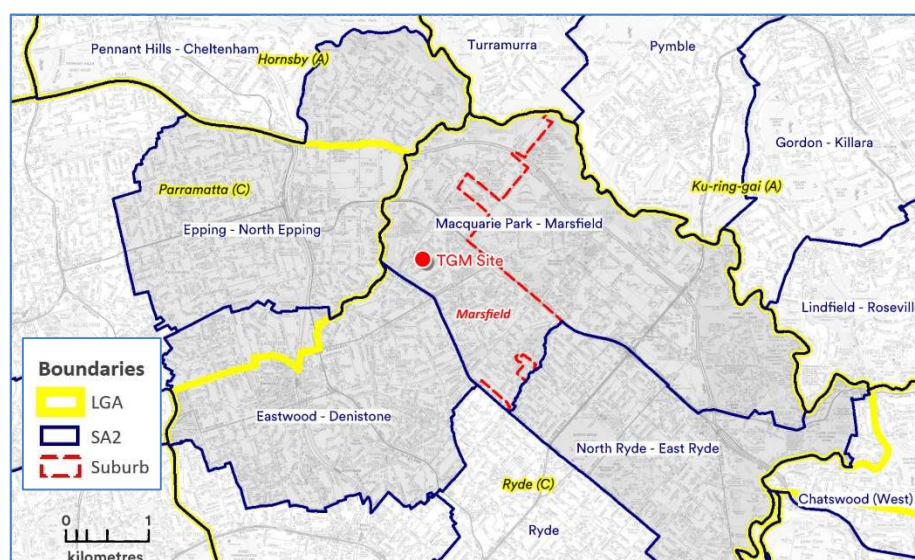 Pennant Hills - Cheltenham
Hornsby (A)
Turramurra
Pymble
Gordon - Killara
Ku-ring-gai (A)
Parramatta (C)
Epping - North Epping
Macquarie Park - Marsfield
TGM Site
Marsfield
Lindfield - Rosevill
Boundaries
LGA
SA2
Suburb
Eastwood - Denistone
North Ryde - East Ryde
Ryde (C)
Chatswood (West)
Ryde
0 1
kilometres